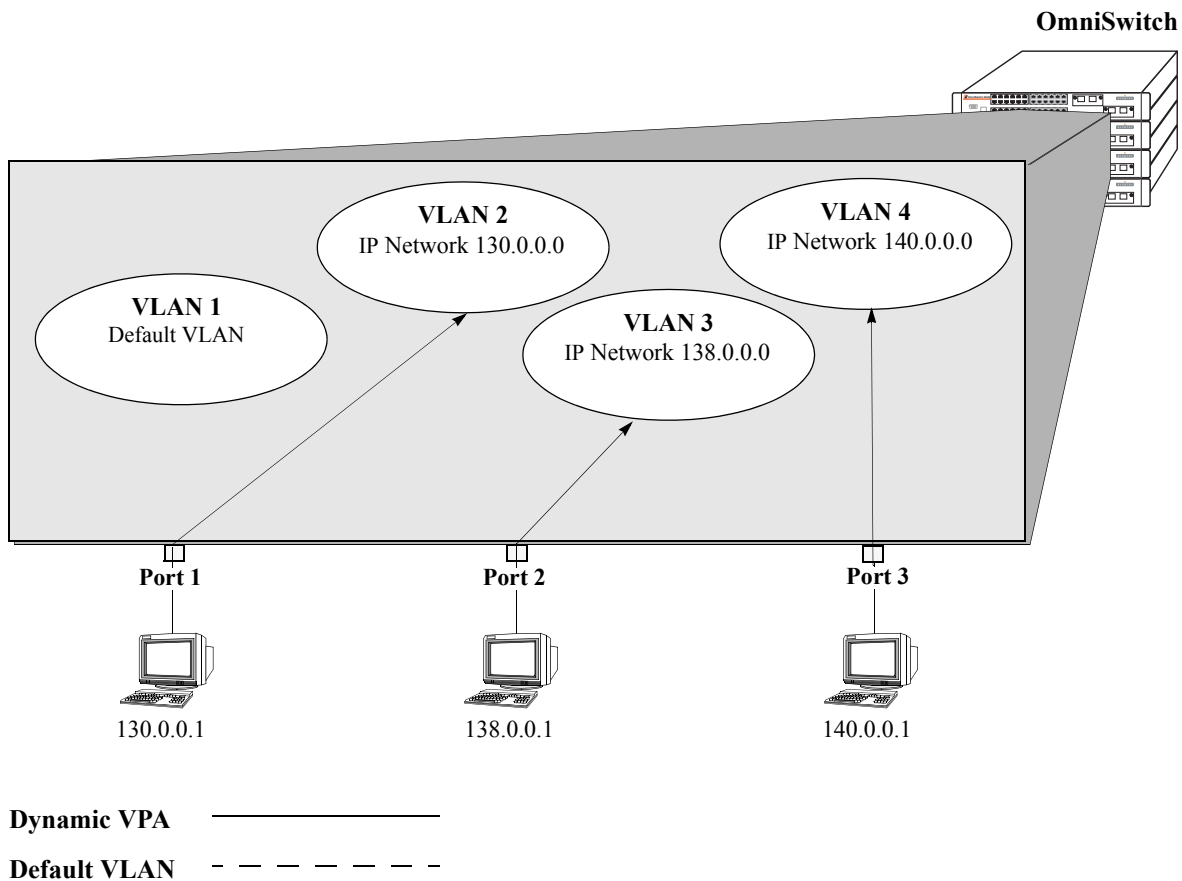 OmniSwitch
VLAN 2
IP Network 130.0.0.0
VLAN 4
IP Network 140.0.0.0
VLAN 1
Default VLAN
VLAN 3
IP Network 138.0.0.0
Port 1
Port 2
Port 3
130.0.0.1
138.0.0.1
140.0.0.1
Dynamic VPA
Default VLAN